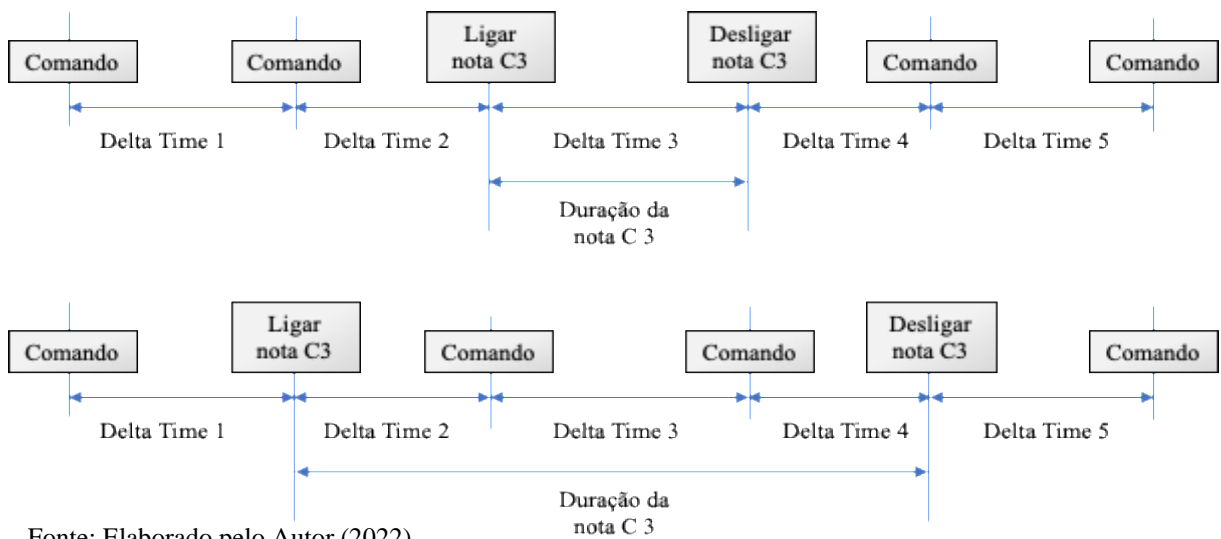 Comando
Comando
Ligar
nota C3
Desligar
nota C3
Comando
Comando
Delta Time 1
Delta Time 2
Delta Time 3
Delta Time 4
Delta Time 5
Duração da
nota C 3
Comando
Ligar
nota C3
Comando
Comando
Desligar
nota C3
Comando
Delta Time 1
Delta Time 2
Delta Time 3
Delta Time 4
Delta Time 5
Duração da
nota C 3
Fonte: Elaborado pelo Autor (2022)